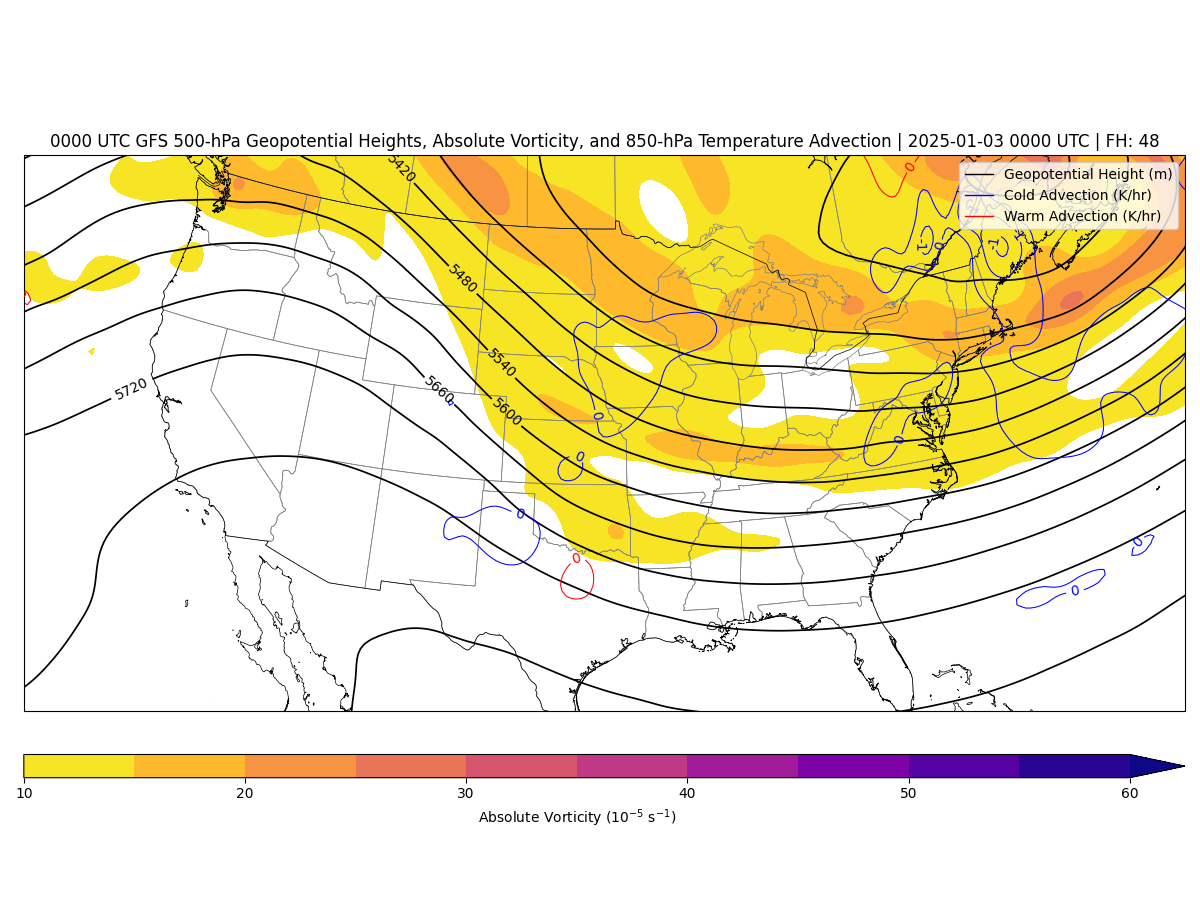 0000 UTC GFS 500-hPa Geopotential Heights, Absolute Vorticity, and 850-hPa Temperature Advection | 2025-01-03 0000 UTC | FH: 48
Geopotential Height (m)
Cold Advection (K/hr)
Warm Advection (K/hr)
5420
0
-1
0
-1
5480
5540
5660
5720
5600
0
0
0
0
0
0
0
10 20 30 40 50 60
Absolute Vorticity (10⁻⁵ s⁻¹)